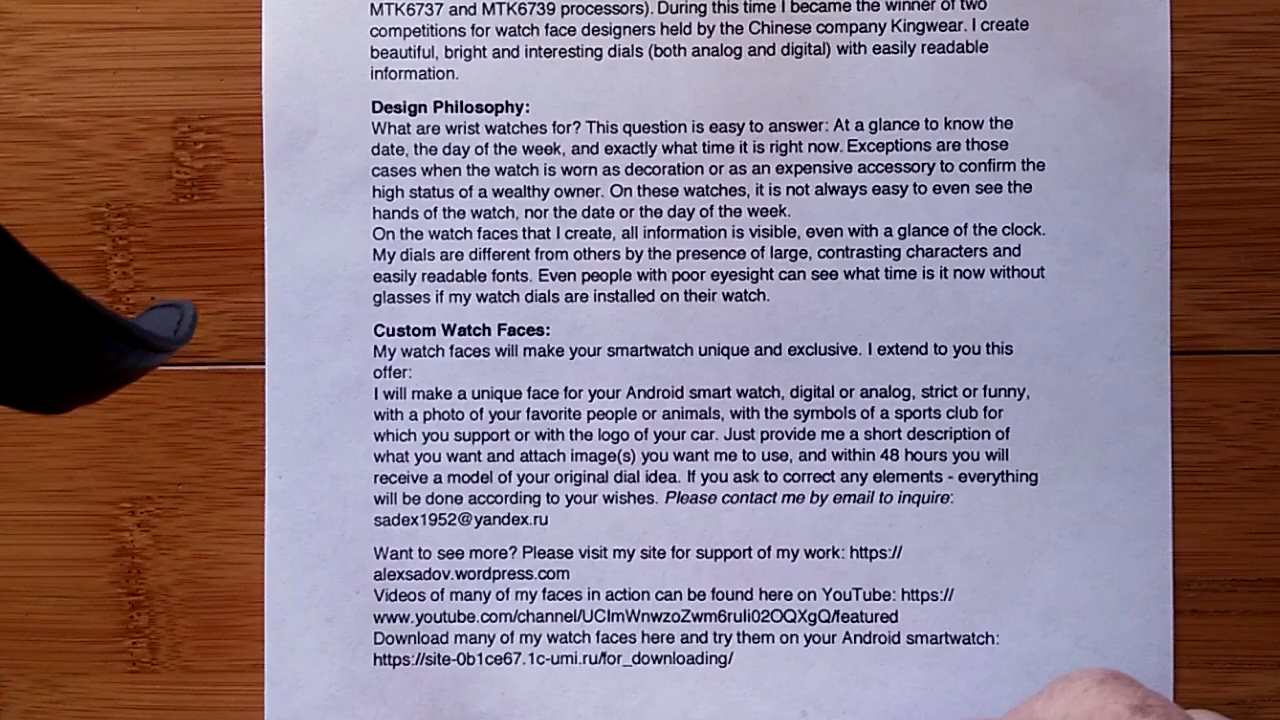 MTK6737 and MTK6739 processors). During this time I became the winner of two
competitions for watch face designers held by the Chinese company Kingwear. I create
beautiful, bright and interesting dials (both analog and digital) with easily readable
information.
Design Philosophy:
What are wrist watches for? This question is easy to answer: At a glance to know the
date, the day of the week, and exactly what time it is right now. Exceptions are those
cases when the watch is worn as decoration or as an expensive accessory to confirm the
high status of a wealthy owner. On these watches, it is not always easy to even see the
hands of the watch, nor the date or the day of the week.
On the watch faces that I create, all information is visible, even with a glance of the clock.
My dials are different from others by the presence of large, contrasting characters and
easily readable fonts. Even people with poor eyesight can see what time is it now without
glasses if my watch dials are installed on their watch.
Custom Watch Faces:
My watch faces will make your smartwatch unique and exclusive. I extend to you this
offer:
I will make a unique face for your Android smart watch, digital or analog, strict or funny,
with a photo of your favorite people or animals, with the symbols of a sports club for
which you support or with the logo of your car. Just provide me a short description of
what you want and attach image(s) you want me to use, and within 48 hours you will
receive a model of your original dial idea. If you ask to correct any elements - everything
will be done according to your wishes. Please contact me by email to inquire:
sadex1952@yandex.ru
Want to see more? Please visit my site for support of my work: https://
alexsadov.wordpress.com
Videos of many of my faces in action can be found here on YouTube: https://
www.youtube.com/channel/UCImWnwzoZwm6ruIi02OQXgQ/featured
Download many of my watch faces here and try them on your Android smartwatch:
https://site-0b1ce67.1c-umi.ru/for_downloading/